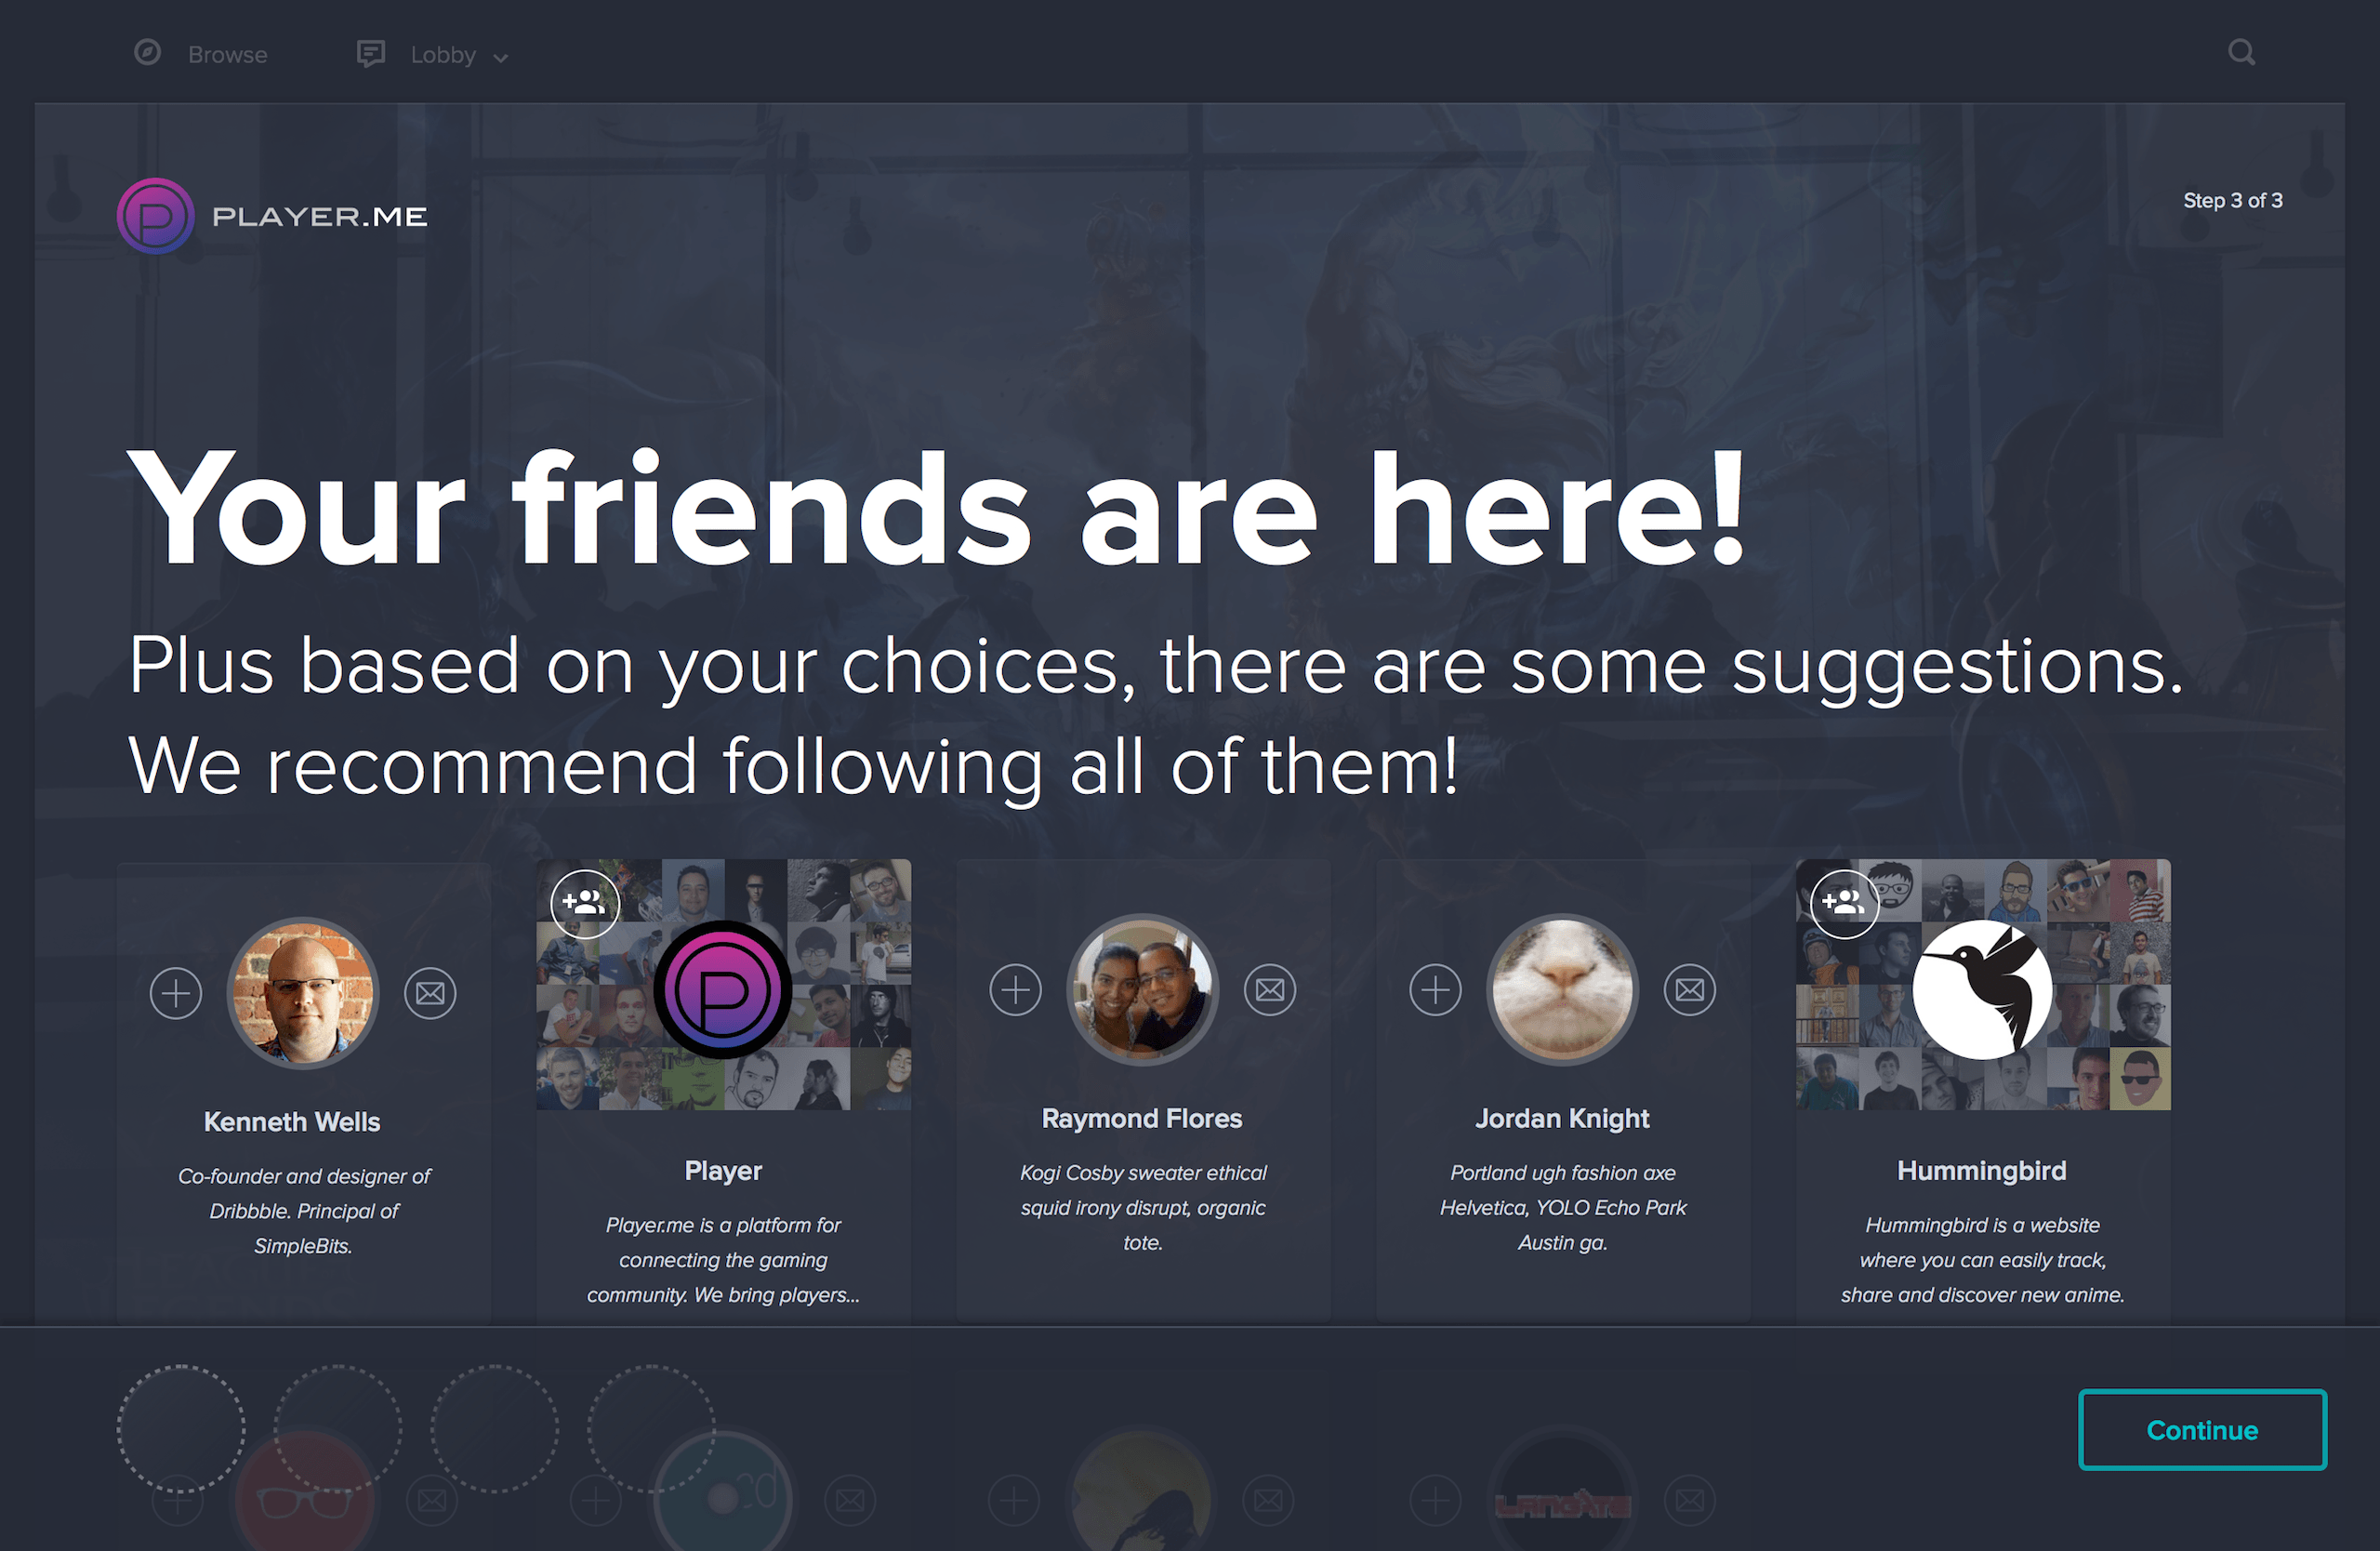 Browse
Lobby
PLAYER.ME
Step 3 of 3
Your friends are here!
Plus based on your choices, there are some suggestions.
We recommend following all of them!
Kenneth Wells
Co-founder and designer of
Dribbble. Principal of
SimpleBits.
Player
Player.me is a platform for
connecting the gaming
community. We bring players...
Raymond Flores
Kogi Cosby sweater ethical
squid irony disrupt, organic
tote.
Jordan Knight
Portland ugh fashion axe
Helvetica, YOLO Echo Park
Austin ga.
Hummingbird
Hummingbird is a website
where you can easily track,
share and discover new anime.
Continue